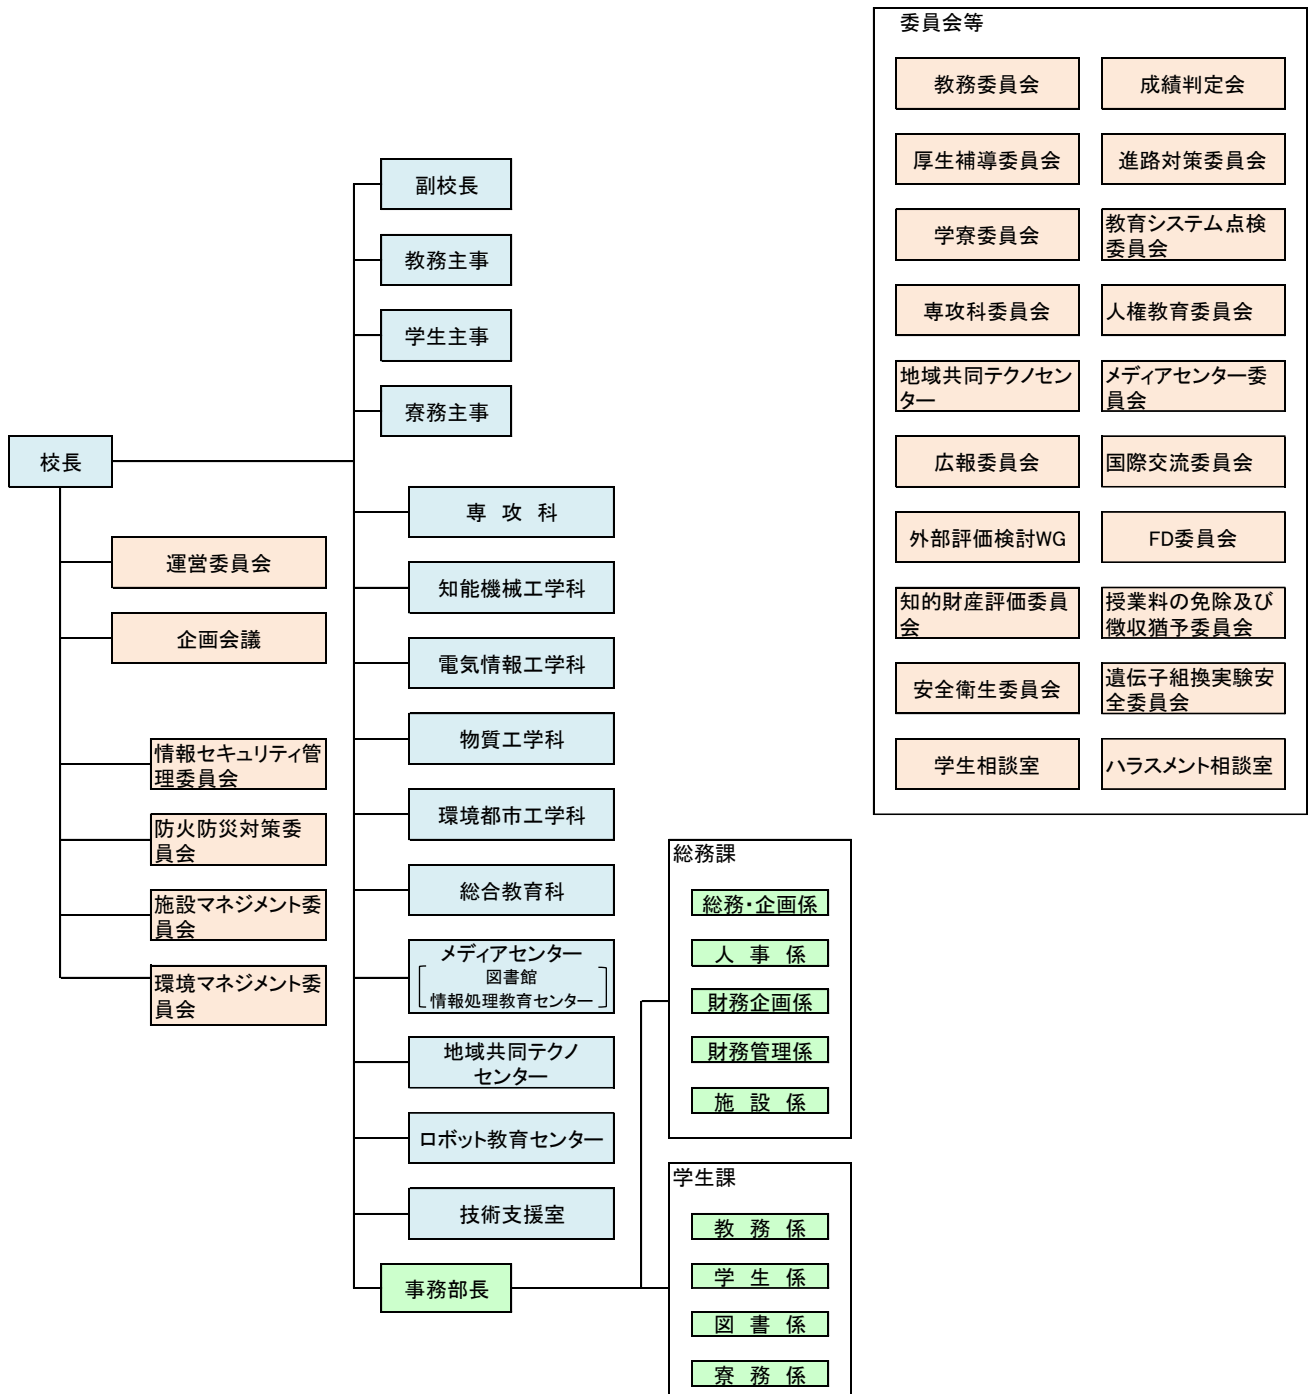 委員会等
教務委員会
成績判定会
厚生補導委員会
進路対策委員会
学寮委員会
教育システム点検
委員会
専攻科委員会
人権教育委員会
地域共同テクノセン
ター
メディアセンター委
員会
広報委員会
国際交流委員会
外部評価検討WG
FD委員会
知的財産評価委員
会
授業料の免除及び
徴収猶予委員会
安全衛生委員会
遺伝子組換実験安
全委員会
学生相談室
ハラスメント相談室
副校長
教務主事
学生主事
寮務主事
校長
運営委員会
企画会議
情報セキュリティ管
理委員会
防火防災対策委
員会
施設マネジメント委
員会
環境マネジメント委
員会
専 攻 科
知能機械工学科
電気情報工学科
物質工学科
環境都市工学科
総合教育科
メディアセンター
図書館
情報処理教育センター
地域共同テクノ
センター
ロボット教育センター
技術支援室
事務部長
総務課
総務・企画係
人 事 係
財務企画係
財務管理係
施 設 係
学生課
教 務 係
学 生 係
図 書 係
寮 務 係